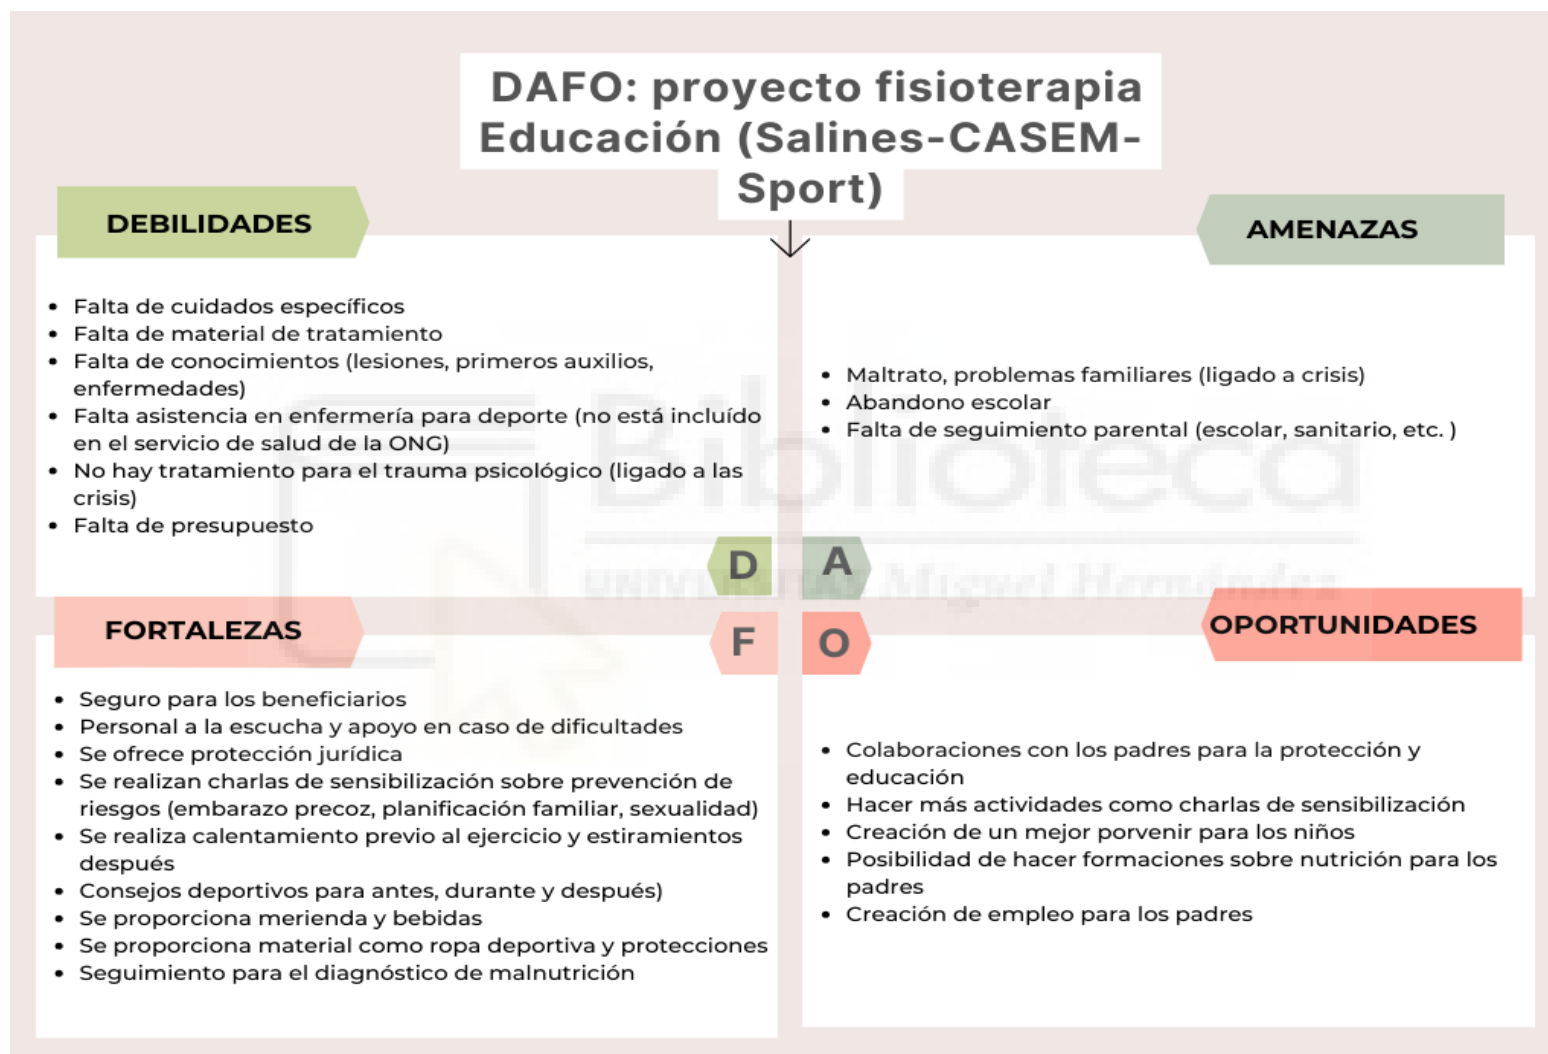 DAFO: proyecto fisioterapia
Educación (Salines-CASEM-
Sport)
DEBILIDADES
Falta de cuidados específicos
Falta de material de tratamiento
Falta de conocimientos (lesiones, primeros auxilios,
enfermedades)
Falta asistencia en enfermería para deporte (no está incluído
en el servicio de salud de la ONG)
No hay tratamiento para el trauma psicológico (ligado a las
crisis)
Falta de presupuesto
D
AMENAZAS
Maltrato, problemas familiares (ligado a crisis)
Abandono escolar
Falta de seguimiento parental (escolar, sanitario, etc. )
A
FORTALEZAS
F
Seguro para los beneficiarios
Personal a la escucha y apoyo en caso de dificultades
Se ofrece protección jurídica
Se realizan charlas de sensibilización sobre prevención de
riesgos (embarazo precoz, planificación familiar, sexualidad)
Se realiza calentamiento previo al ejercicio y estiramientos
después
Consejos deportivos para antes, durante y después)
Se proporciona merienda y bebidas
Se proporciona material como ropa deportiva y protecciones
Seguimiento para el diagnóstico de malnutrición
OPORTUNIDADES
O
Colaboraciones con los padres para la protección y
educación
Hacer más actividades como charlas de sensibilización
Creación de un mejor porvenir para los niños
Posibilidad de hacer formaciones sobre nutrición para los
padres
Creación de empleo para los padres
Biblioteca
UNIVERSITAS Miguel Hernández